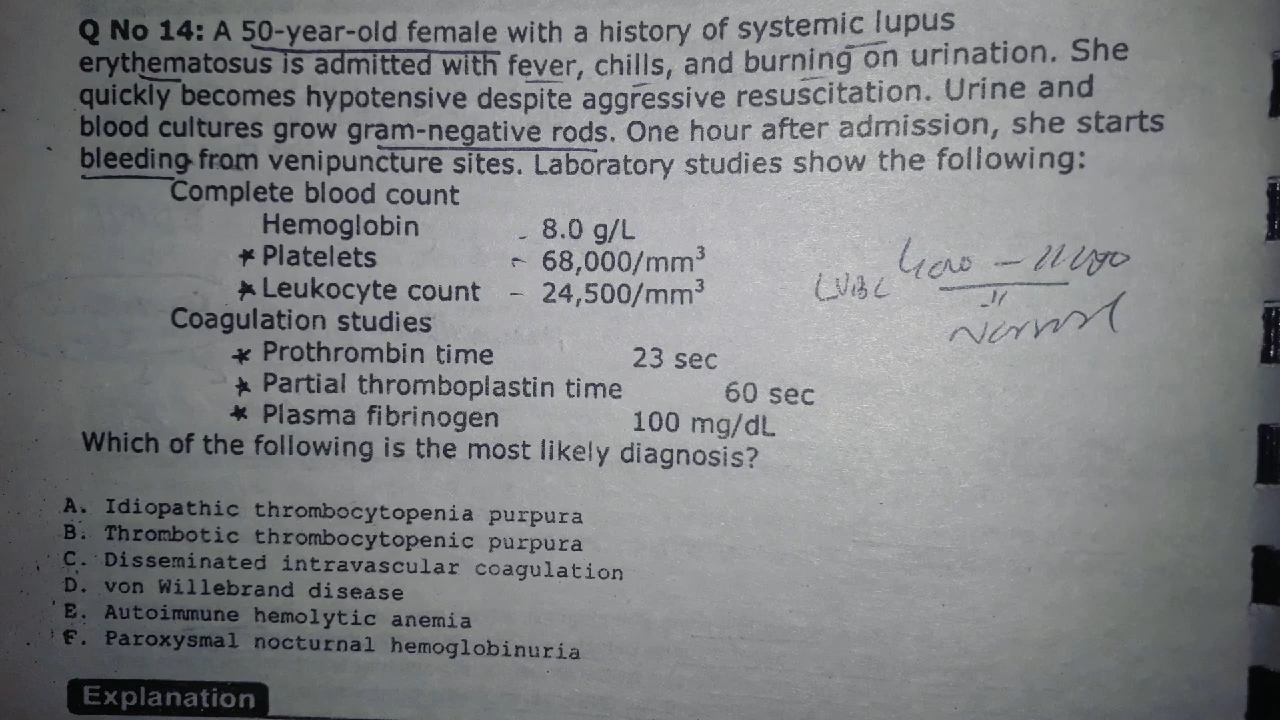 Q No 14: A 50-year-old female with a history of systemic lupus
erythematosus is admitted with fever, chills, and burning on urination. She
quickly becomes hypotensive despite aggressive resuscitation. Urine and
blood cultures grow gram-negative rods. One hour after admission, she starts
bleeding from venipuncture sites. Laboratory studies show the following:
Complete blood count
Hemoglobin - 8.0 g/L
* Platelets - 68,000/mm³
* Leukocyte count - 24,500/mm³
WBC
Normal
Coagulation studies
* Prothrombin time 23 sec
* Partial thromboplastin time 60 sec
* Plasma fibrinogen 100 mg/dL
Which of the following is the most likely diagnosis?
A. Idiopathic thrombocytopenia purpura
B. Thrombotic thrombocytopenic purpura
C. Disseminated intravascular coagulation
D. von Willebrand disease
E. Autoimmune hemolytic anemia
F. Paroxysmal nocturnal hemoglobinuria
Explanation